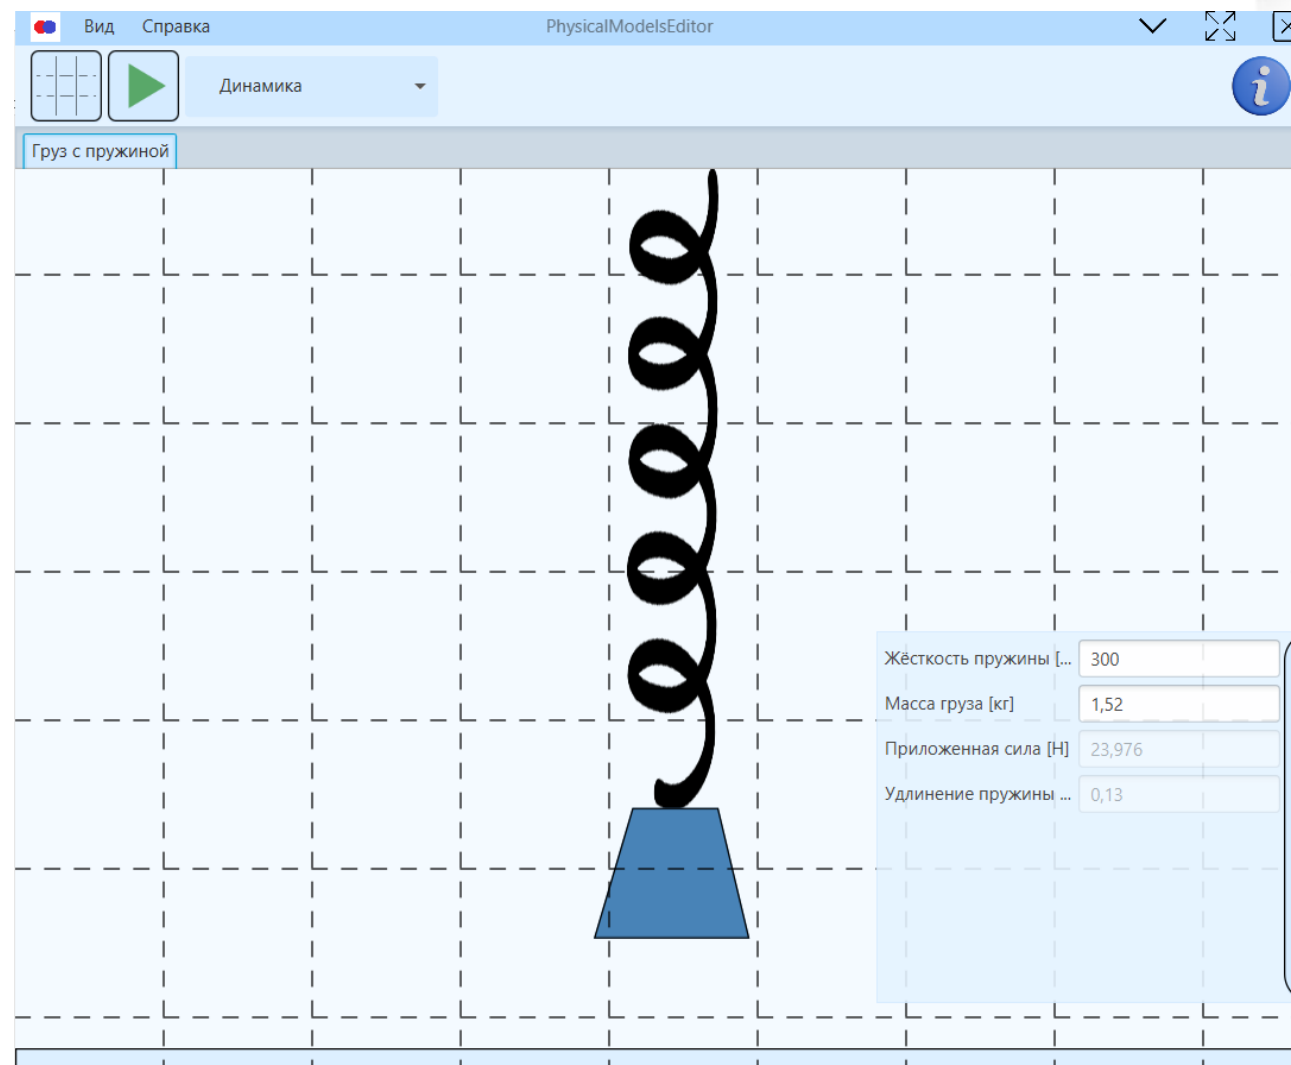 Вид Справка PhysicalModelsEditor
Динамика
Груз с пружиной
Жёсткость пружины [... 300
Масса груза [кг] 1,52
Приложенная сила [Н] 23,976
Удлинение пружины ... 0,13